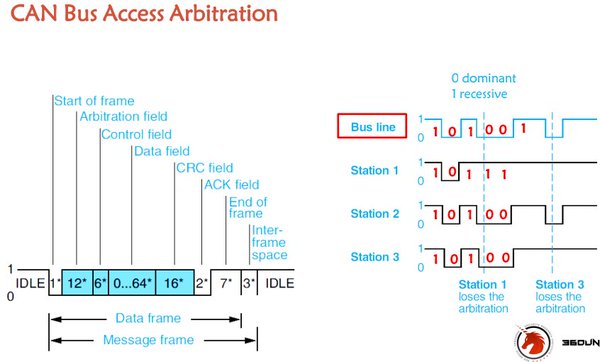 CAN Bus Access Arbitration
Start of frame
Arbitration field
Control field
Data field
CRC field
ACK field
End of
frame
Inter-
frame
space
1
0
IDLE 1* 12* 6* 0...64* 16* 2* 7* 3* IDLE
Data frame
Message frame
0 dominant
1 recessive
Bus line 1 0 1 0 1 0 0 1
Station 1 1 0 1 0 1 1 1
Station 2 1 0 1 0 1 0 0
Station 3 1 0 1 0 1 0 0
Station 1
loses the
arbitration
Station 3
loses the
arbitration
360UN